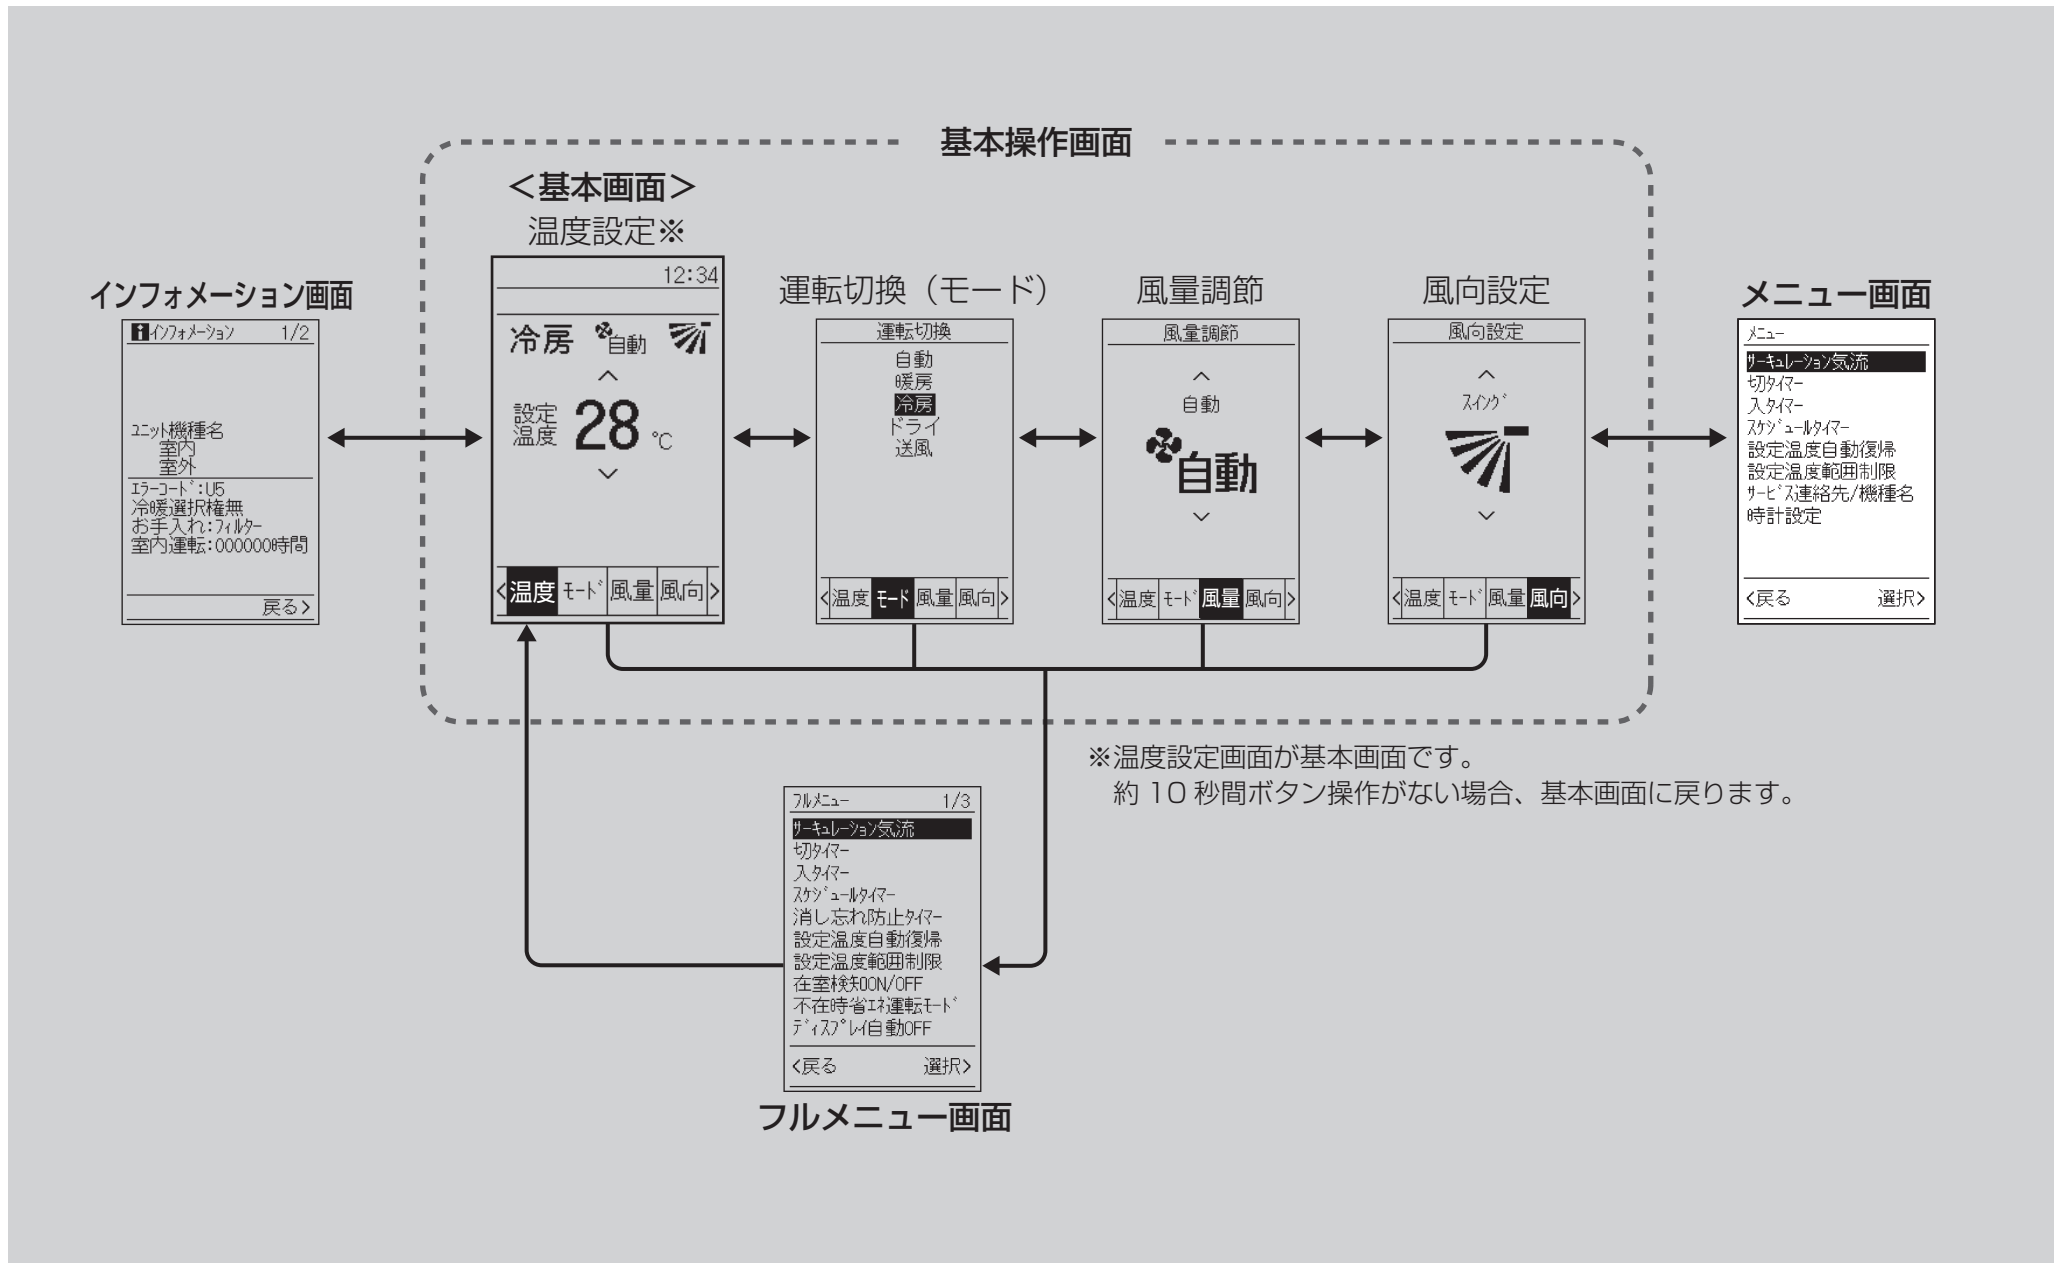 基本操作画面
＜基本画面＞
温度設定※
12:34
冷房 自動
設定温度 28 ℃
<温度 ﾓｰﾄﾞ 風量 風向>
インフォメーション画面
iｲﾝﾌｫﾒｰｼｮﾝ 1/2
ﾕﾆｯﾄ機種名
室内
室外
ｴﾗｰｺｰﾄﾞ:U5
冷暖選択権無
お手入れ:ﾌｨﾙﾀｰ
室内運転:000000時間
戻る>
運転切換（モード）
運転切換
自動
暖房
冷房
ドライ
送風
<温度 ﾓｰﾄﾞ 風量 風向>
風量調節
風量調節
自動
自動
<温度 ﾓｰﾄﾞ 風量 風向>
風向設定
風向設定
ｽｲﾝｸﾞ
<温度 ﾓｰﾄﾞ 風量 風向>
メニュー画面
ﾒﾆｭｰ
ｻｰｷｭﾚｰｼｮﾝ気流
切ﾀｲﾏｰ
入ﾀｲﾏｰ
ｽｹｼﾞｭｰﾙﾀｲﾏｰ
設定温度自動復帰
設定温度範囲制限
ｻｰﾋﾞｽ連絡先/機種名
時計設定
<戻る 選択>
※温度設定画面が基本画面です。
約 10 秒間ボタン操作がない場合、基本画面に戻ります。
ﾌﾙﾒﾆｭｰ 1/3
ｻｰｷｭﾚｰｼｮﾝ気流
切ﾀｲﾏｰ
入ﾀｲﾏｰ
ｽｹｼﾞｭｰﾙﾀｲﾏｰ
消し忘れ防止ﾀｲﾏｰ
設定温度自動復帰
設定温度範囲制限
在室検知ON/OFF
不在時省ｴﾈ運転ﾓｰﾄﾞ
ﾃﾞｨｽﾌﾟﾚｲ自動OFF
<戻る 選択>
フルメニュー画面